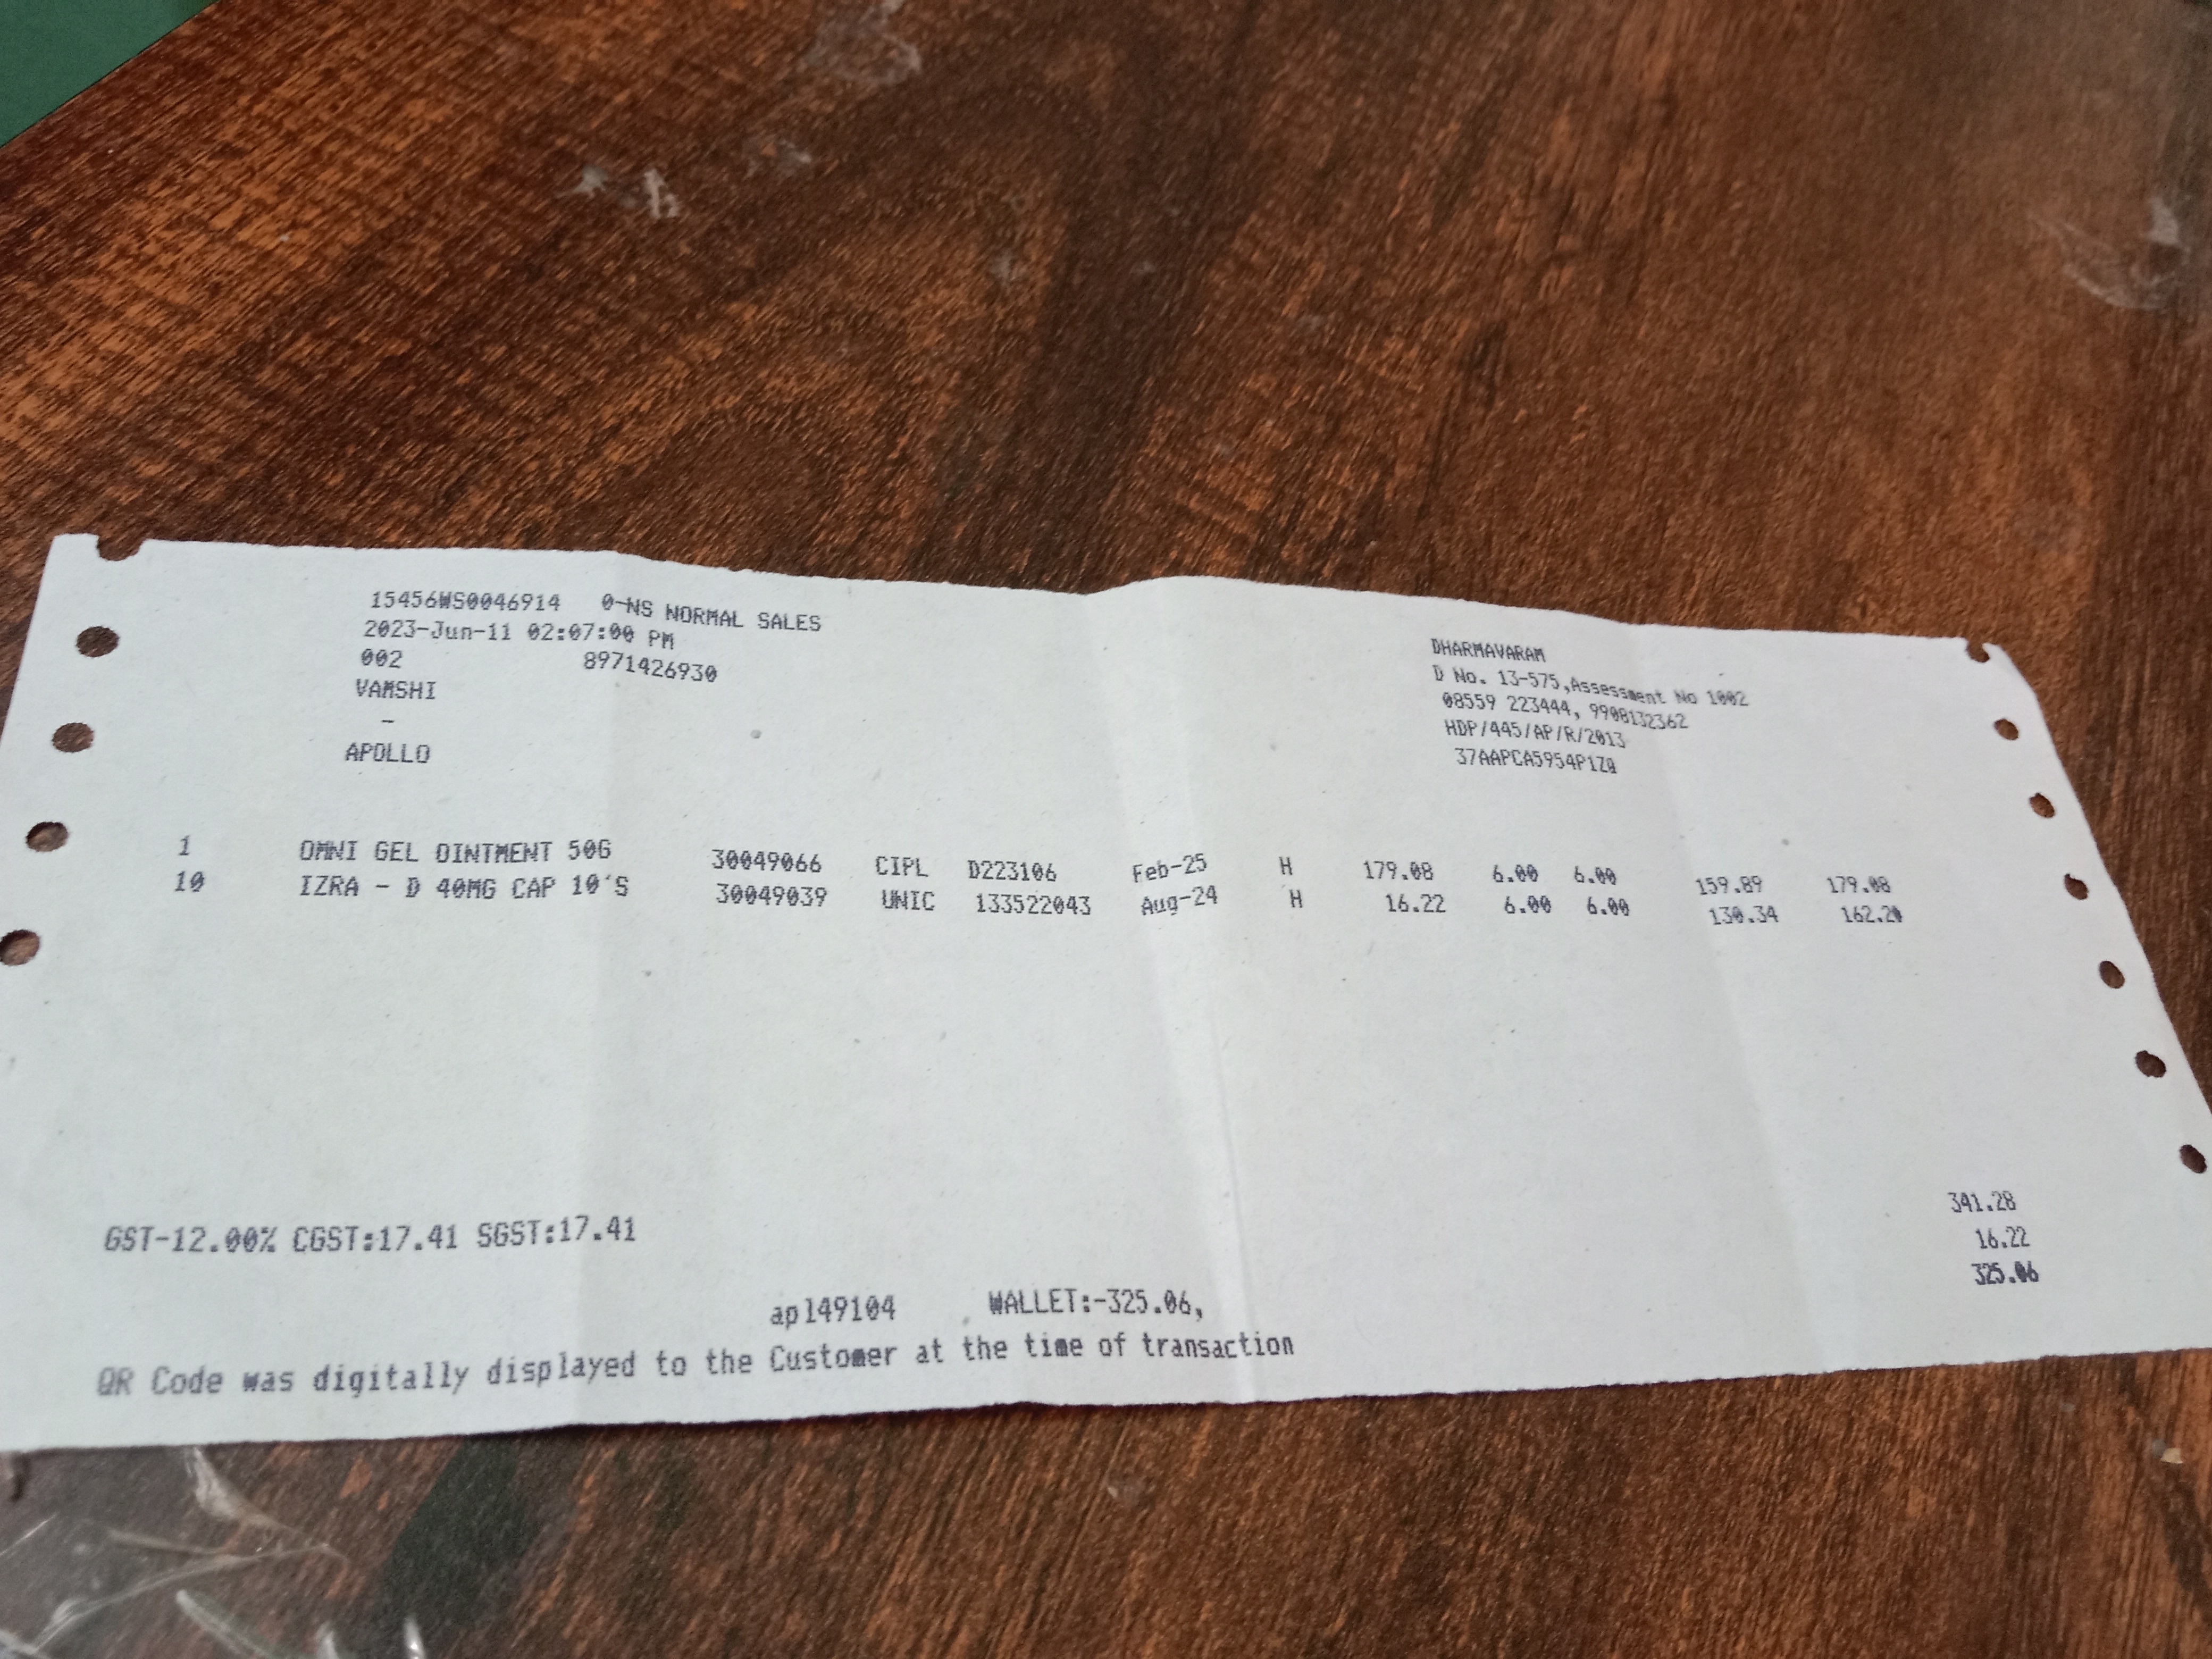 15456WS0046914 0-NS NORMAL SALES
2023-Jun-11 02:07:00 PM
002 8971426930
VAMSHI
-
APOLLO
DHARMAVARAM
D No. 13-575,Assessment No 1002
08559 223444, 9908132362
HDP/445/AP/R/2013
37AAPCA5954P1ZQ
1 OMNI GEL OINTMENT 50G 30049066 CIPL D223106 Feb-25 H 179.08 6.00 6.00 159.89 179.08
10 IZRA - D 40MG CAP 10'S 30049039 UNIC 133522043 Aug-24 H 16.22 6.00 6.00 130.34 162.20
341.28
GST-12.00% CGST:17.41 SGST:17.41 16.22
325.06
apl49104 WALLET:-325.06,
QR Code was digitally displayed to the Customer at the time of transaction